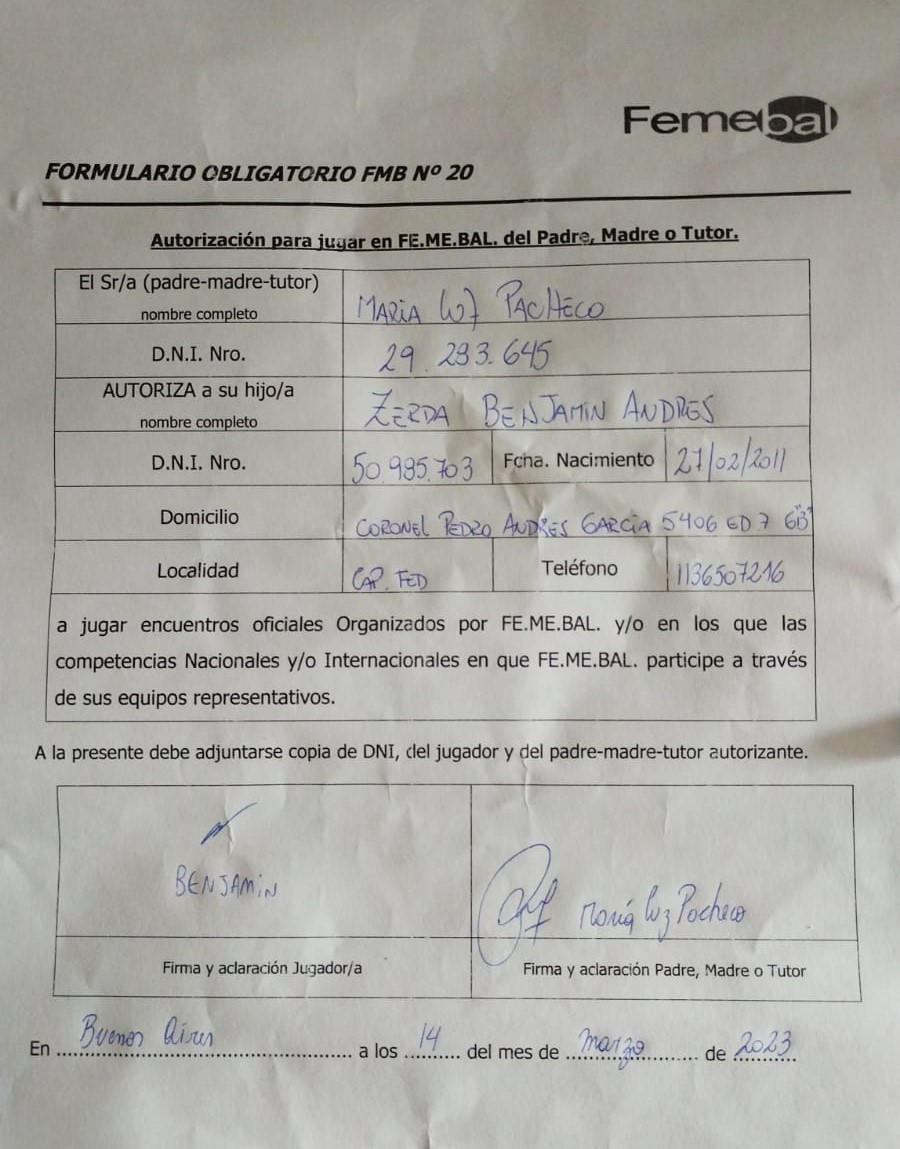 Femebal
FORMULARIO OBLIGATORIO FMB Nº 20
Autorización para jugar en FE.ME.BAL. del Padre, Madre o Tutor.
El Sr/a (padre-madre-tutor)
nombre completo
MARIA LUZ PACHECO
D.N.I. Nro.
29.293.645
AUTORIZA a su hijo/a
nombre completo
ZERDA BENJAMIN ANDRES
D.N.I. Nro.
50.995.703
Fcha. Nacimiento
27/02/2011
Domicilio
CORONEL PEDRO ANDRES GARCIA 5406 ED 7 6"B"
Localidad
CAP. FED
Teléfono
1136507216
a jugar encuentros oficiales Organizados por FE.ME.BAL. y/o en los que las
competencias Nacionales y/o Internacionales en que FE.ME.BAL. participe a través
de sus equipos representativos.
A la presente debe adjuntarse copia de DNI, del jugador y del padre-madre-tutor autorizante.
BENJAMIN
María Luz Pacheco
Firma y aclaración Jugador/a
Firma y aclaración Padre, Madre o Tutor
En Buenos Aires a los 14 del mes de marzo de 2023